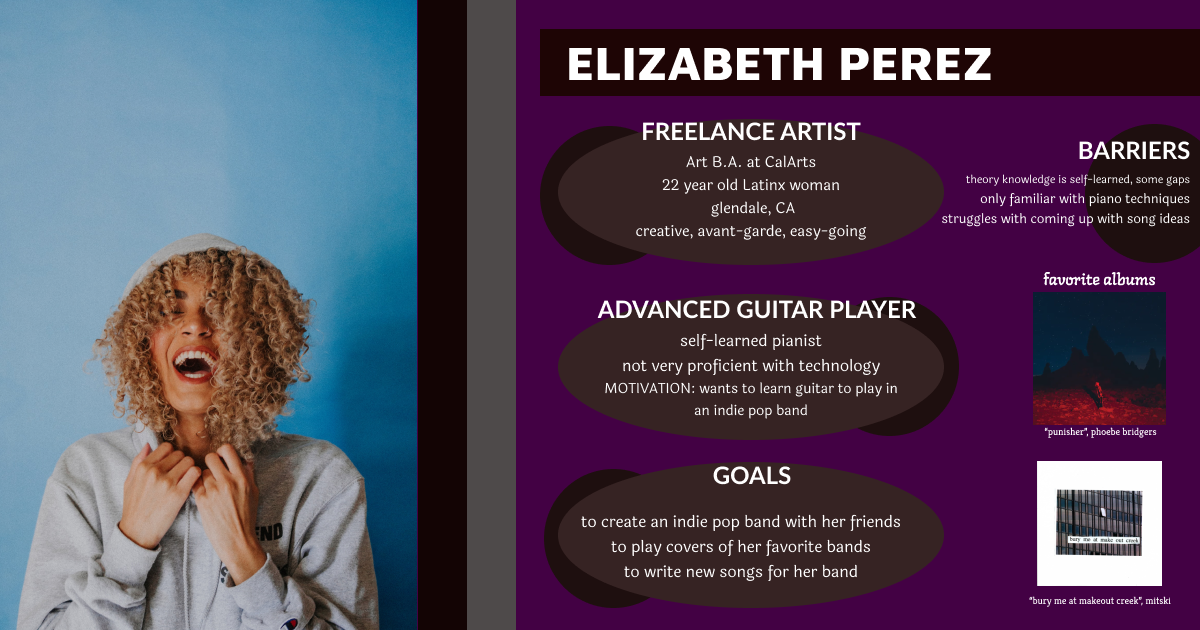 ELIZABETH PEREZ
FREELANCE ARTIST
Art B.A. at CalArts
22 year old Latinx woman
glendale, CA
creative, avant-garde, easy-going
BARRIERS
theory knowledge is self-learned, some gaps
only familiar with piano techniques
struggles with coming up with song ideas
ADVANCED GUITAR PLAYER
self-learned pianist
not very proficient with technology
MOTIVATION: wants to learn guitar to play in
an indie pop band
GOALS
to create an indie pop band with her friends
to play covers of her favorite bands
to write new songs for her band
favorite albums
"punisher", phoebe bridgers
bury me at make out creek
"bury me at makeout creek", mitski